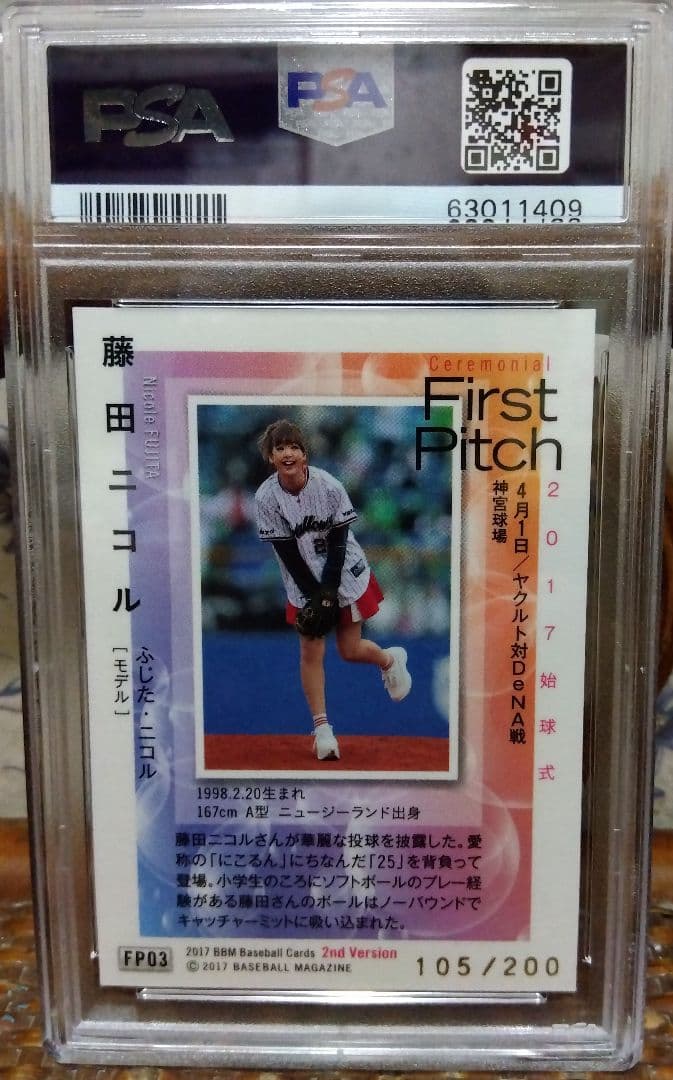 PSA
PSA
63011409
藤田ニコル
Nicole FUJITA
ふじた・ニコル
[モデル]
Ceremonial
First
Pitch
2017始球式
4月1日/ヤクルト対DeNA戦
神宮球場
1998.2.20生まれ
167cm A型 ニュージーランド出身
藤田ニコルさんが華麗な投球を披露した。愛
称の「にこるん」にちなんだ「25」を背負って
登場。小学生のころにソフトボールのプレー経
験がある藤田さんのボールはノーバウンドで
キャッチャーミットに吸い込まれた。
FP03
2017 BBM Baseball Cards 2nd Version
© 2017 BASEBALL MAGAZINE
105/200